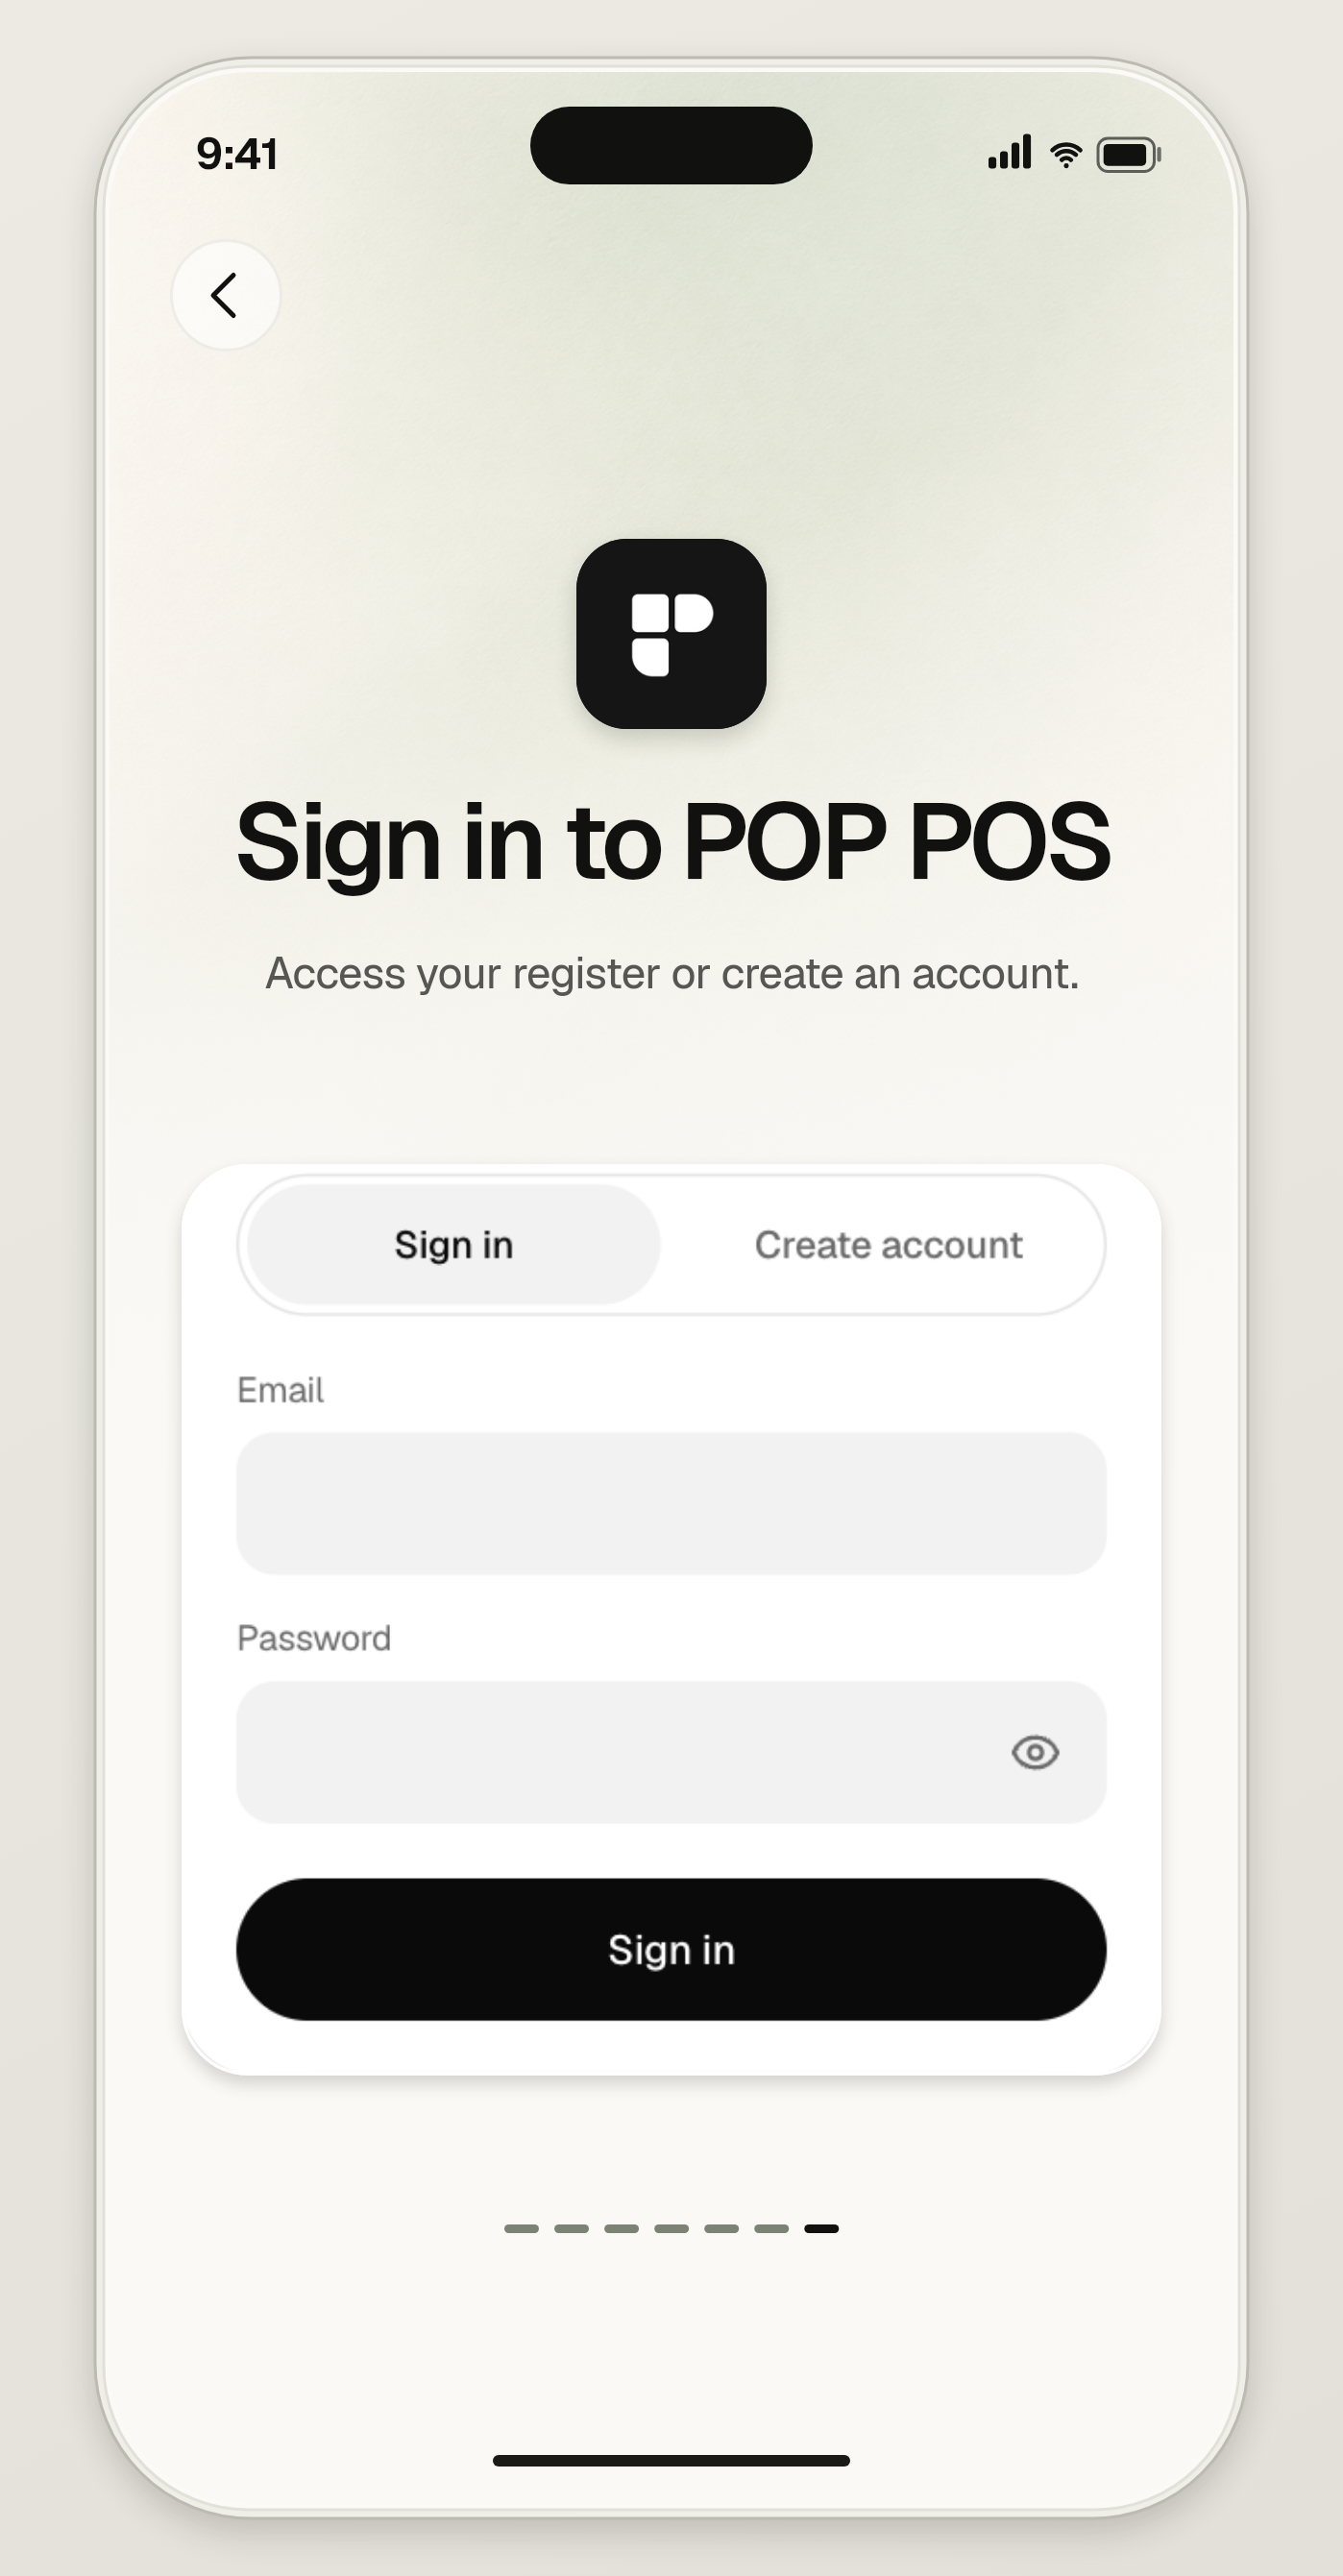 9:41
Sign in to POP POS
Access your register or create an account.
Sign in
Create account
Email
Password
Sign in